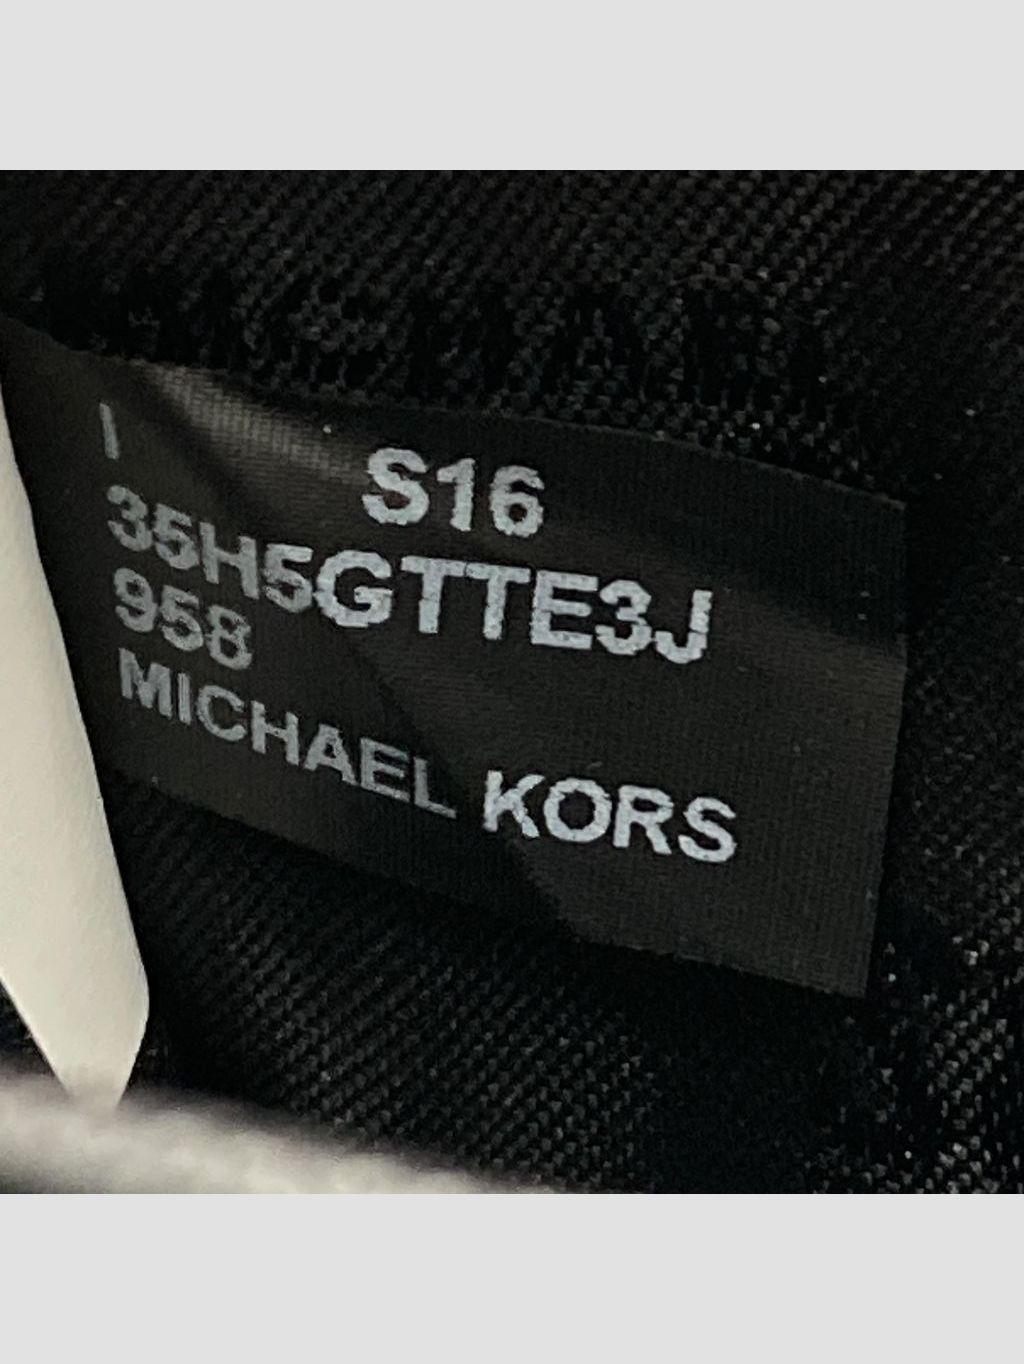 I S16
35H5GTTE3J
958
MICHAEL KORS